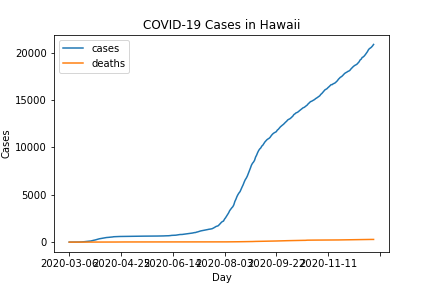 COVID-19 Cases in Hawaii
cases
deaths
20000
15000
10000
5000
0
Cases
2020-03-06 2020-04-25 2020-06-14 2020-08-03 2020-09-22 2020-11-11
Day